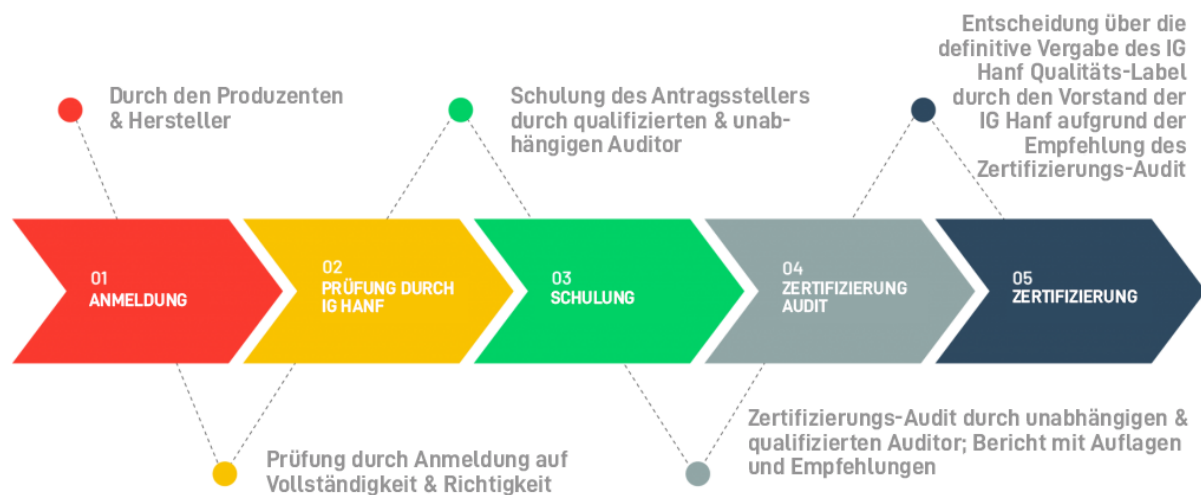 Durch den Produzenten
& Hersteller
Schulung des Antragsstellers
durch qualifizierten & unab-
hängigen Auditor
Entscheidung über die
definitive Vergabe des IG
Hanf Qualitäts-Label
durch den Vorstand der
IG Hanf aufgrund der
Empfehlung des
Zertifizierungs-Audit
01
ANMELDUNG
02
PRÜFUNG DURCH
IG HANF
03
SCHULUNG
04
ZERTIFIZIERUNG
AUDIT
05
ZERTIFIZIERUNG
Prüfung durch Anmeldung auf
Vollständigkeit & Richtigkeit
Zertifizierungs-Audit durch unabhängigen &
qualifizierten Auditor; Bericht mit Auflagen
und Empfehlungen